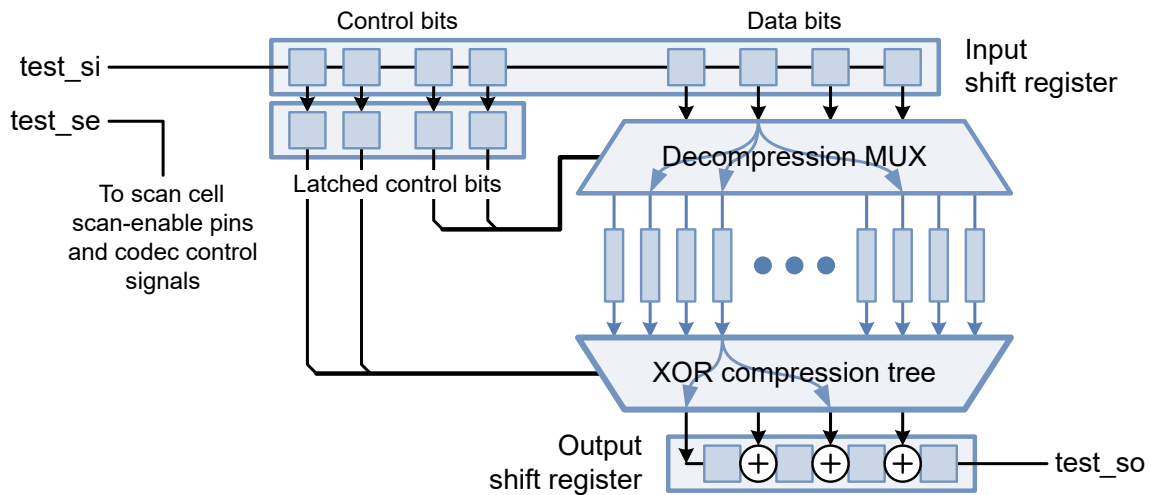 Control bits
Data bits
test_si
Input
shift register
test_se
Decompression MUX
To scan cell
scan-enable pins
and codec control
signals
Latched control bits
XOR compression tree
Output
shift register
test_so